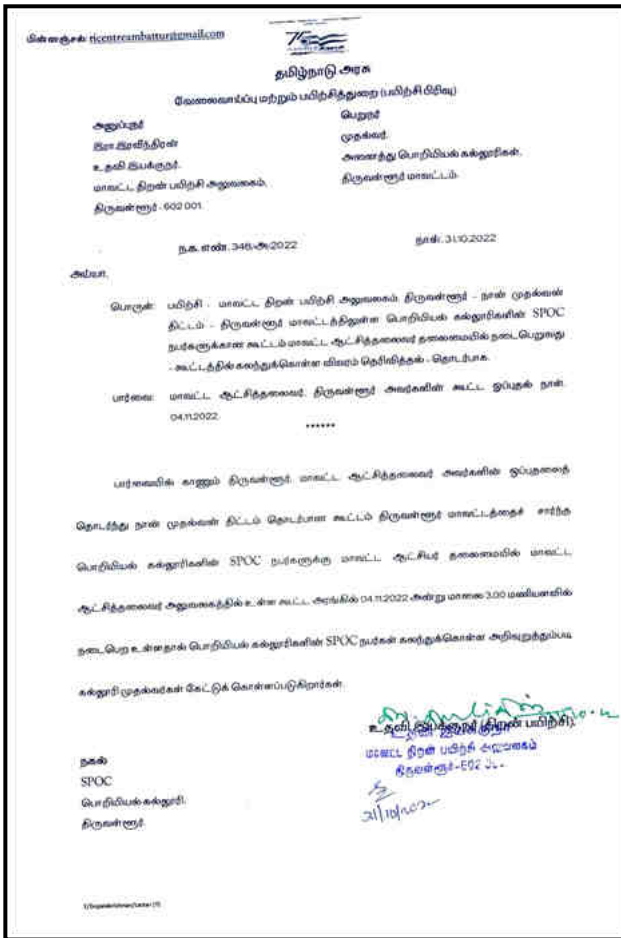 மின்னஞ்சல்: ricentreambattur@gmail.com
தமிழ்நாடு அரசு
வேலைவாய்ப்பு மற்றும் பயிற்சித்துறை (பயிற்சி பிரிவு)
அனுப்புநர்
இரா.இரவீந்திரன்
உதவி இயக்குநர்,
மாவட்ட திறன் பயிற்சி அலுவலகம்,
திருவள்ளூர் - 602 001.
பெறுநர்
முதல்வர்,
அனைத்து பொறியியல் கல்லூரிகள்,
திருவள்ளூர் மாவட்டம்.
ந.க. எண். 346/அ/2022
நாள்: 31.10.2022
அய்யா,
பொருள்: பயிற்சி - மாவட்ட திறன் பயிற்சி அலுவலகம், திருவள்ளூர் - நான் முதல்வன்
திட்டம் - திருவள்ளூர் மாவட்டத்திலுள்ள பொறியியல் கல்லூரிகளின் SPOC
நபர்களுக்கான கூட்டம் மாவட்ட ஆட்சித்தலைவர் தலைமையில் நடைபெறுவது
- கூட்டத்தில் கலந்துக்கொள்ள விவரம் தெரிவித்தல் - தொடர்பாக.
பார்வை: மாவட்ட ஆட்சித்தலைவர், திருவள்ளூர் அவர்களின் கூட்ட ஒப்புதல் நாள்.
04.11.2022
******
பார்வையில் காணும் திருவள்ளூர், மாவட்ட ஆட்சித்தலைவர் அவர்களின் ஒப்புதலைத்
தொடர்ந்து நான் முதல்வன் திட்டம் தொடர்பான கூட்டம் திருவள்ளூர் மாவட்டத்தைச் சார்ந்த
பொறியியல் கல்லூரிகளின் SPOC நபர்களுக்கு மாவட்ட ஆட்சியர் தலைமையில் மாவட்ட
ஆட்சித்தலைவர் அலுவலகத்தில் உள்ள கூட்ட அரங்கில் 04.11.2022 அன்று மாலை 3.00 மணியளவில்
நடைபெற உள்ளதால் பொறியியல் கல்லூரிகளின் SPOC நபர்கள் கலந்துக்கொள்ள அறிவுறுத்தும்படி
கல்லூரி முதல்வர்கள் கேட்டுக் கொள்ளப்படுகிறார்கள்.
உதவி இயக்குநர் (திறன் பயிற்சி),
உதவி இயக்குநர்
மாவட்ட திறன் பயிற்சி அலுவலகம்
திருவள்ளூர்-602
நகல்
SPOC
பொறியியல் கல்லூரி,
திருவள்ளூர்.